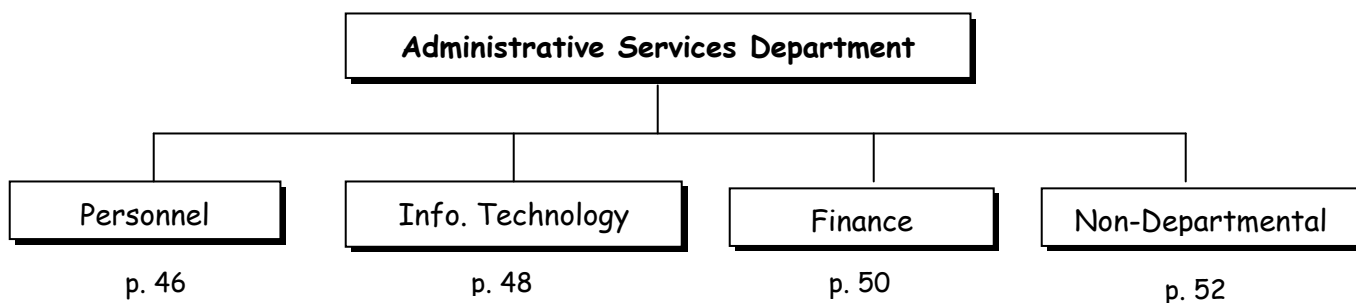 Administrative Services Department
Personnel
Info. Technology
Finance
Non-Departmental
p. 46
p. 48
p. 50
p. 52